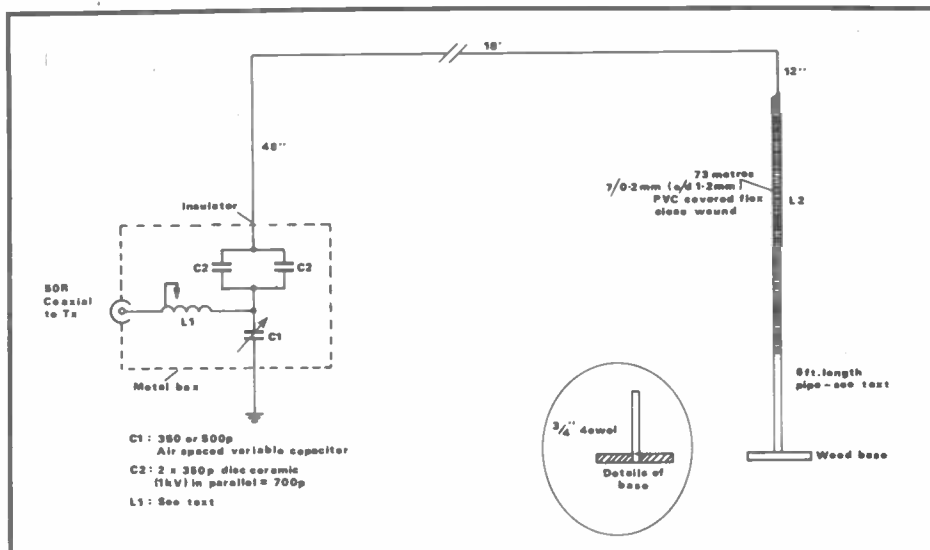 18'
12"
48"
73 metres
7/0·2mm (o/d 1·2mm)
PVC covered flex
close wound
L2
Insulator
C2
C2
50R
Coaxial
to Tx
L1
C1
Metal box
6ft. length
pipe - see text
C1: 350 or 500p
Air spaced variable capacitor
C2: 2 x 350p disc ceramic
(1kV) in parallel = 700p
L1: See text
3/4" dowel
Details of
base
Wood base